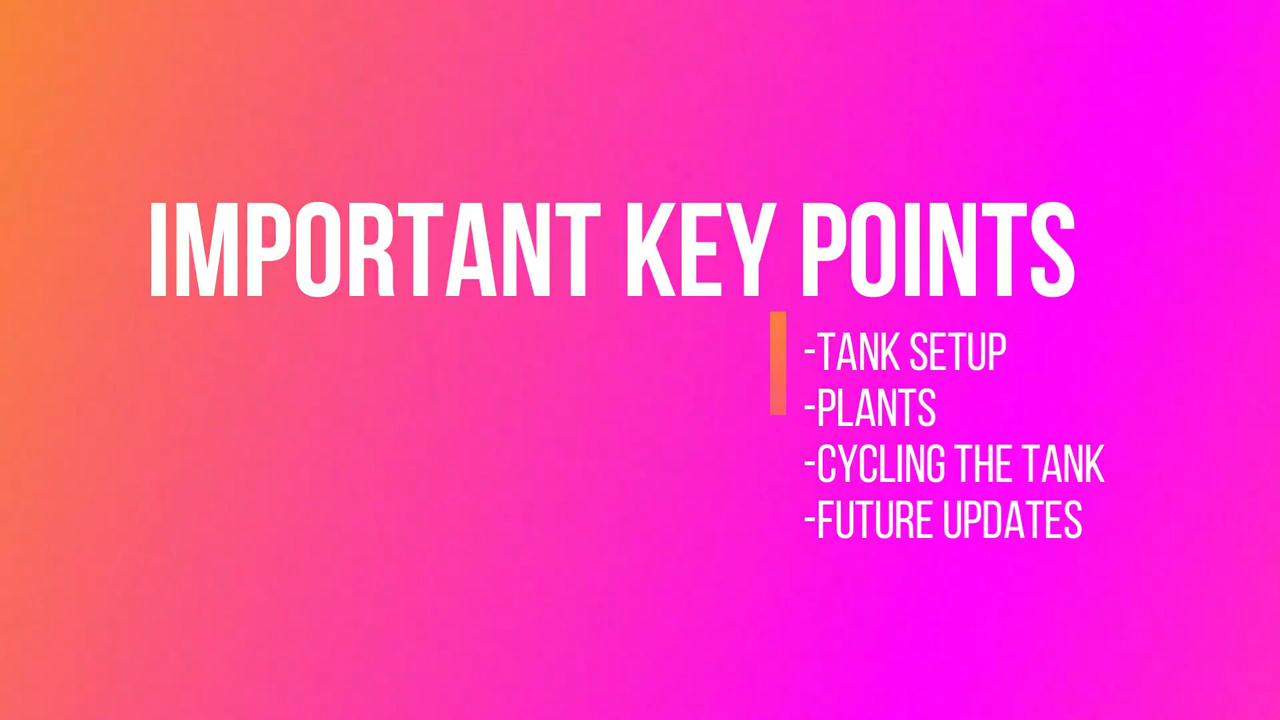 IMPORTANT KEY POINTS
-TANK SETUP
-PLANTS
-CYCLING THE TANK
-FUTURE UPDATES